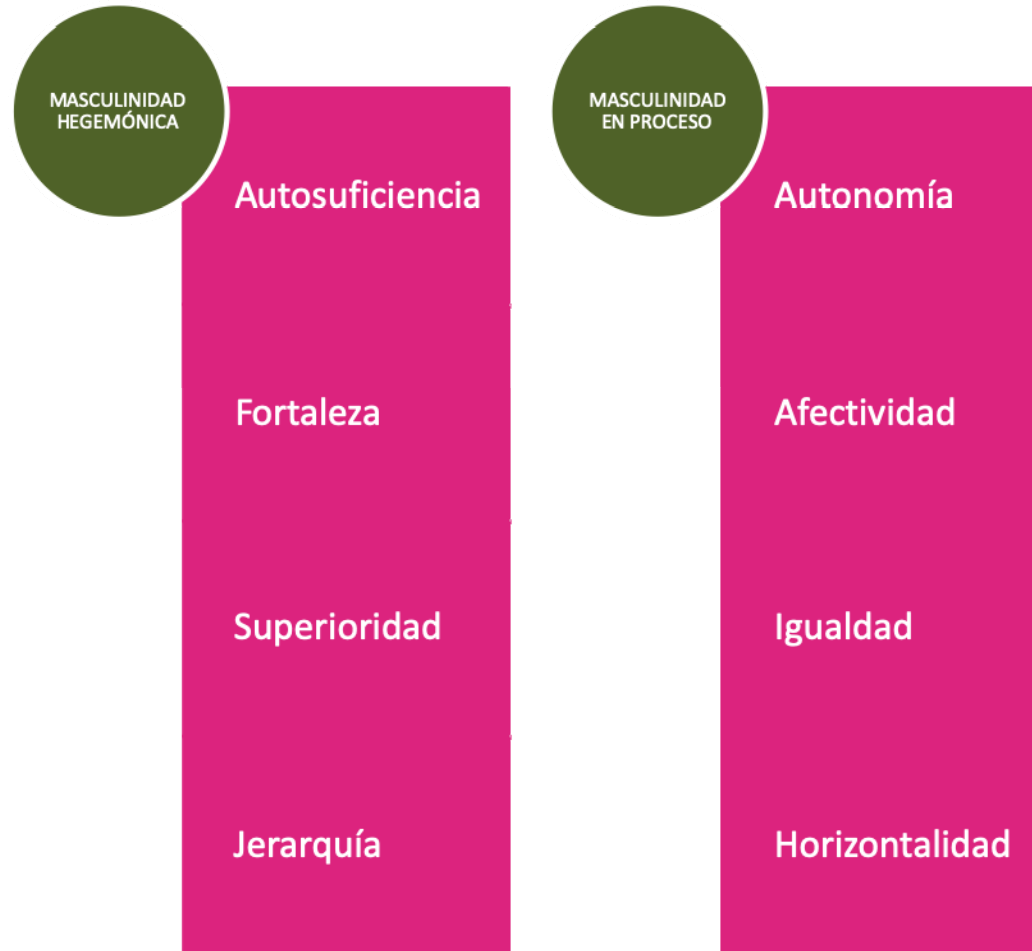 MASCULINIDAD
HEGEMÓNICA
Autosuficiencia
Fortaleza
Superioridad
Jerarquía
MASCULINIDAD
EN PROCESO
Autonomía
Afectividad
Igualdad
Horizontalidad